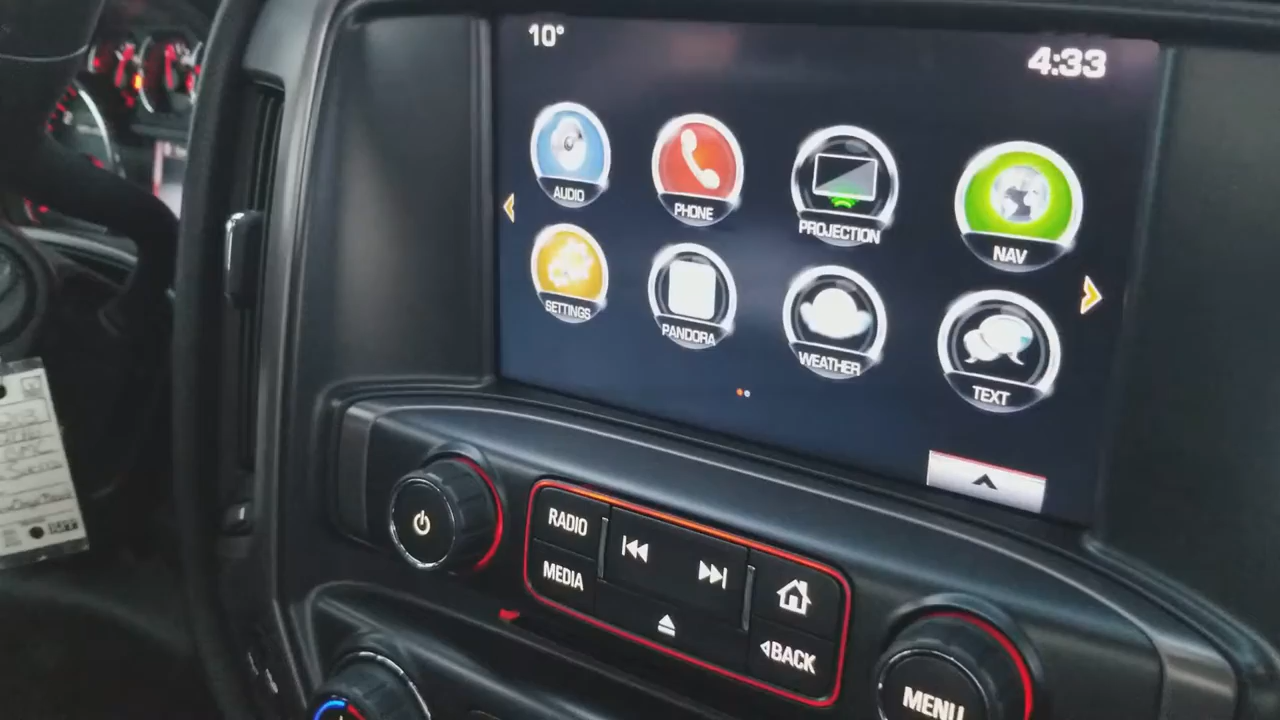 10°
4:33
AUDIO
PHONE
PROJECTION
NAV
SETTINGS
PANDORA
WEATHER
TEXT
RADIO
MEDIA
BACK
MENU